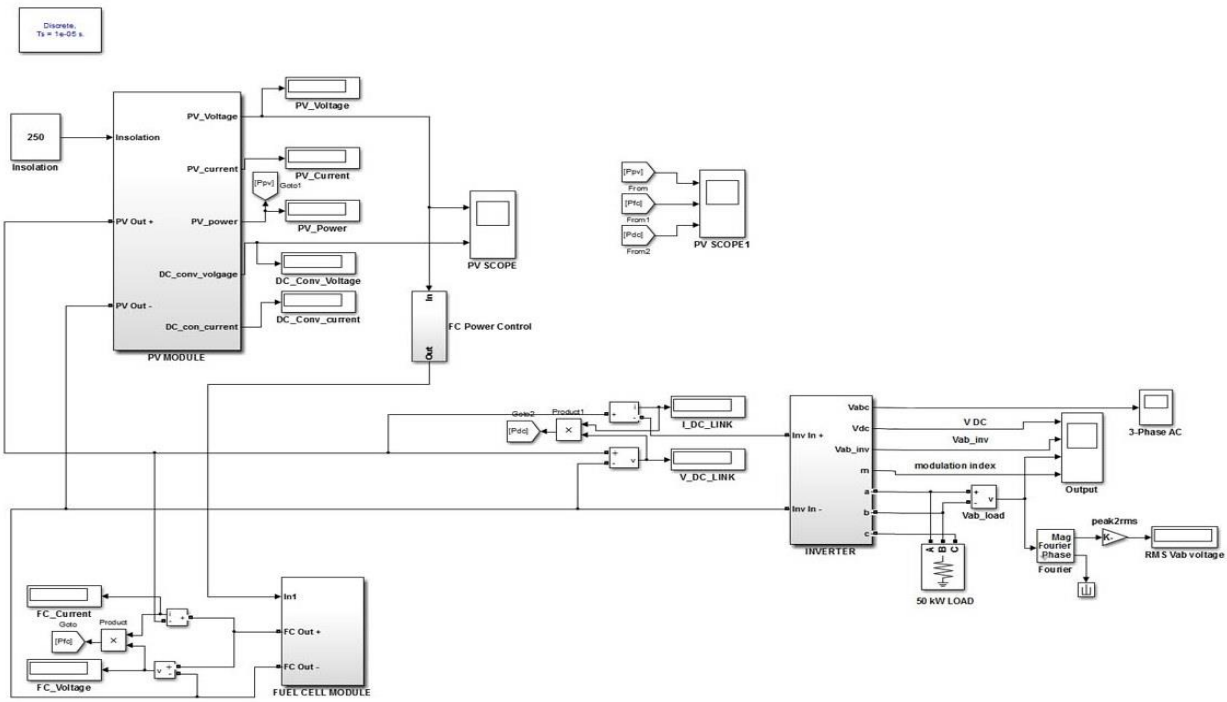 Discrete,
Ts = 1e-05 s.
250
Insolation
Insolation
PV Out +
PV Out -
PV_Voltage
PV_current
PV_power
DC_conv_volgage
DC_con_current
PV MODULE
PV_Voltage
PV_Current
[Ppv]
Goto1
PV_Power
DC_Conv_Voltage
DC_Conv_current
PV SCOPE
In
Out
FC Power Control
[Ppv]
From
[Pfc]
From1
[Pdc]
From2
PV SCOPE1
Goto2
[Pdc]
Product1
×
+
-
i
I_DC_LINK
+
-
v
V_DC_LINK
Inv In +
Inv In -
Vabc
Vdc
Vab_inv
m
a
b
c
INVERTER
V DC
Vab_inv
modulation index
3-Phase AC
Output
+
-
v
Vab_load
A
B
C
50 kW LOAD
Mag
Fourier
Phase
Fourier
peak2rms
K-
RMS Vab voltage
FC_Current
Goto
[Pfc]
Product
×
i
+
-
v
+
-
FC_Voltage
In1
FC Out +
FC Out -
FUEL CELL MODULE